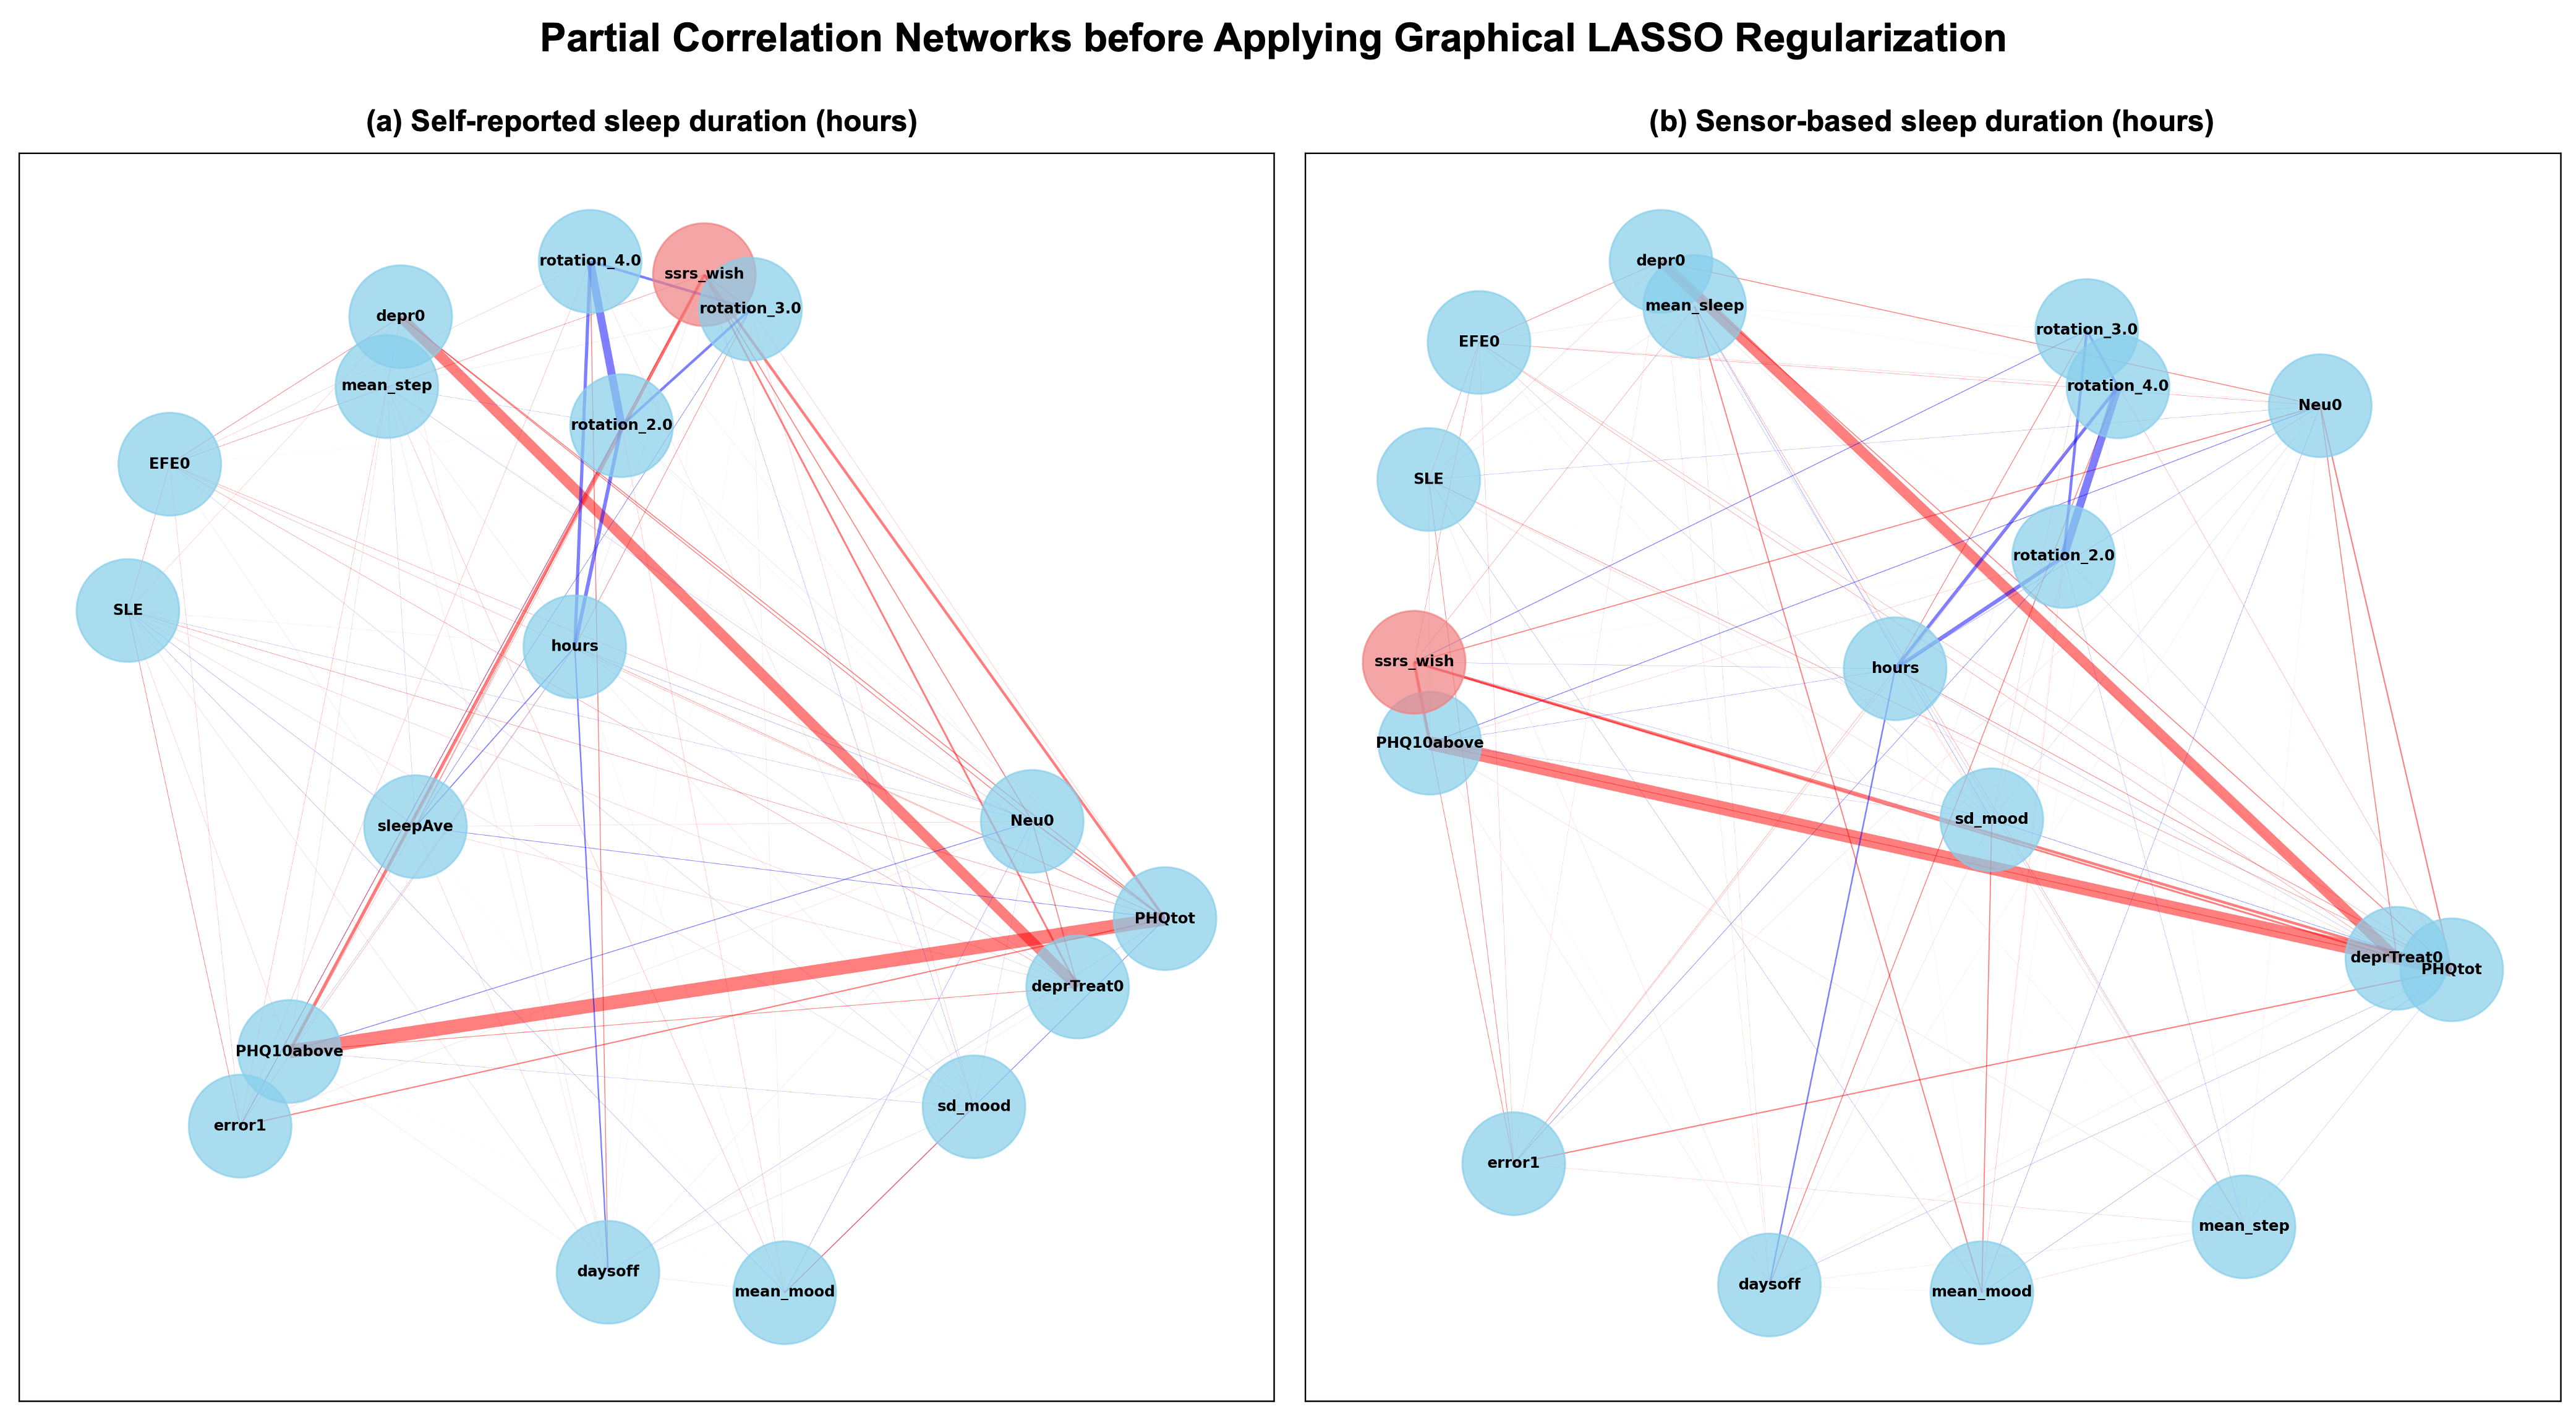 Partial Correlation Networks before Applying Graphical LASSO Regularization
(a) Self-reported sleep duration (hours)
rotation_4.0
ssrs_wish
rotation_3.0
depr0
mean_step
rotation_2.0
EFE0
SLE
hours
sleepAve
Neu0
PHQtot
deprTreat0
PHQ10above
sd_mood
error1
daysoff
mean_mood
(b) Sensor-based sleep duration (hours)
depr0
mean_sleep
rotation_3.0
EFE0
rotation_4.0
Neu0
SLE
rotation_2.0
ssrs_wish
hours
PHQ10above
sd_mood
deprTreat0
PHQtot
error1
mean_step
daysoff
mean_mood